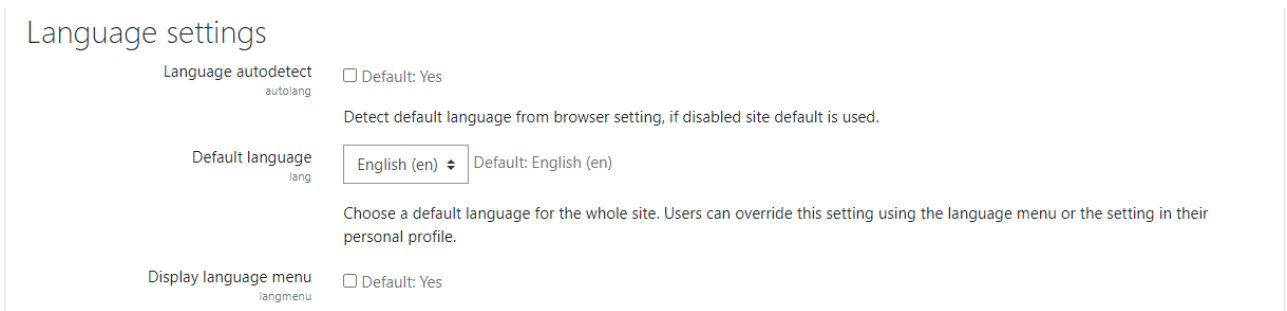 Language settings
Language autodetect
autolang
Default: Yes
Detect default language from browser setting, if disabled site default is used.
Default language
lang
English (en)
Default: English (en)
Choose a default language for the whole site. Users can override this setting using the language menu or the setting in their
personal profile.
Display language menu
langmenu
Default: Yes